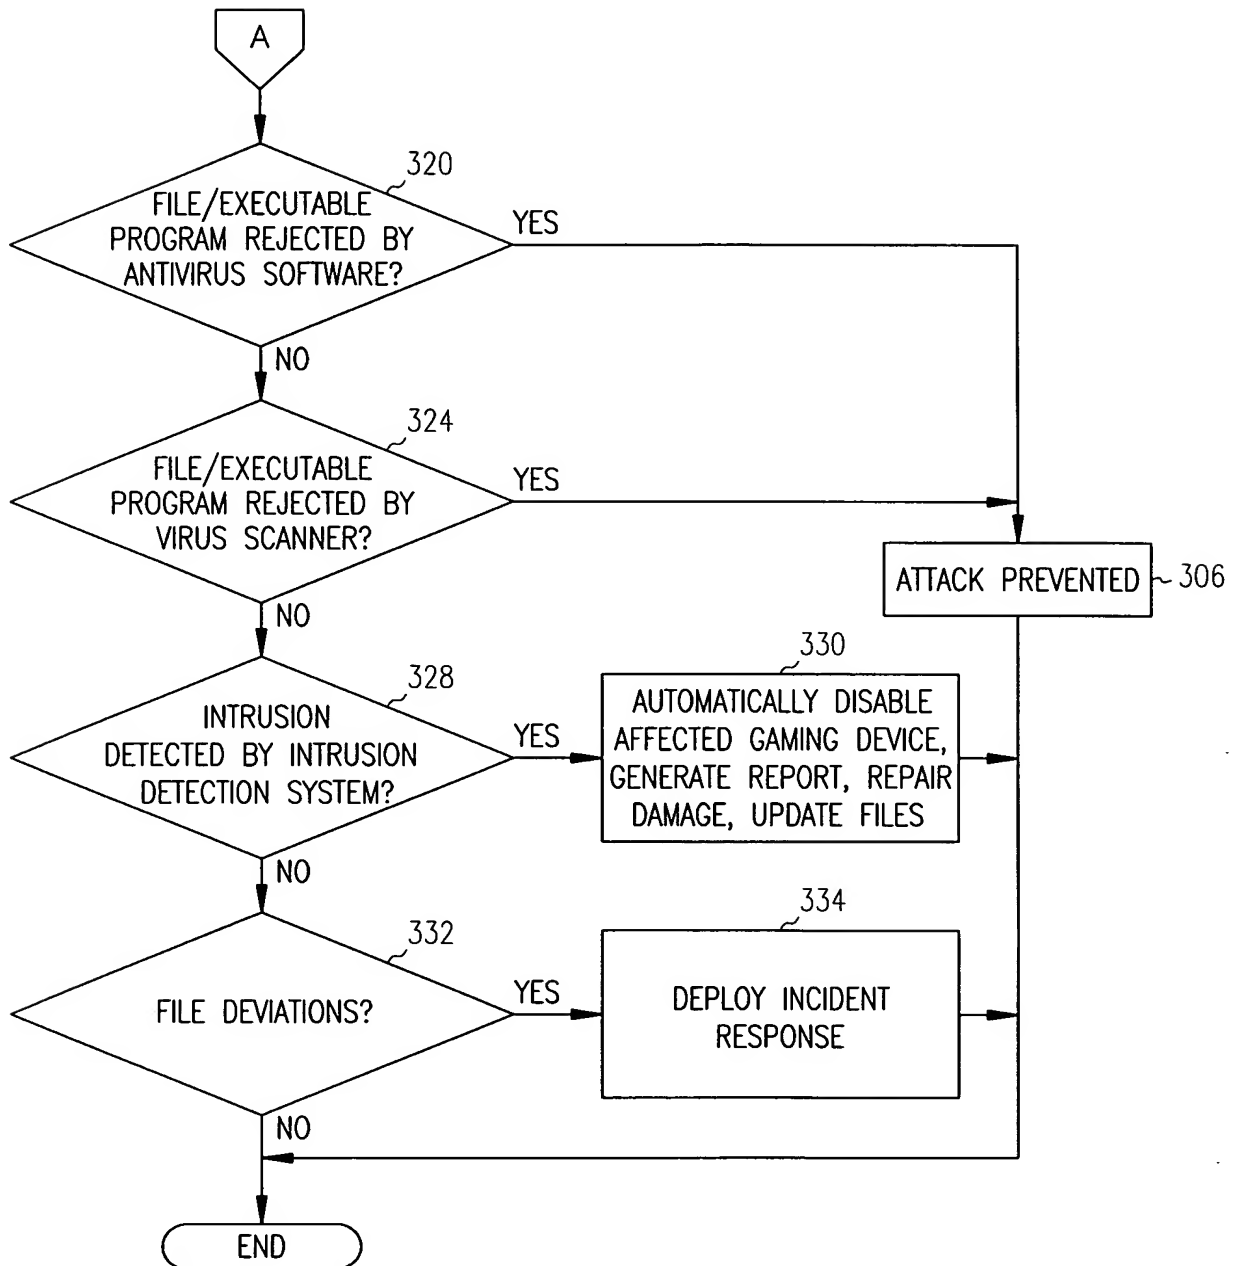 A
320
FILE/EXECUTABLE
PROGRAM REJECTED BY
ANTIVIRUS SOFTWARE?
YES
NO
324
FILE/EXECUTABLE
PROGRAM REJECTED BY
VIRUS SCANNER?
YES
ATTACK PREVENTED
306
NO
328
INTRUSION
DETECTED BY INTRUSION
DETECTION SYSTEM?
YES
330
AUTOMATICALLY DISABLE
AFFECTED GAMING DEVICE,
GENERATE REPORT, REPAIR
DAMAGE, UPDATE FILES
NO
332
FILE DEVIATIONS?
YES
334
DEPLOY INCIDENT
RESPONSE
NO
END